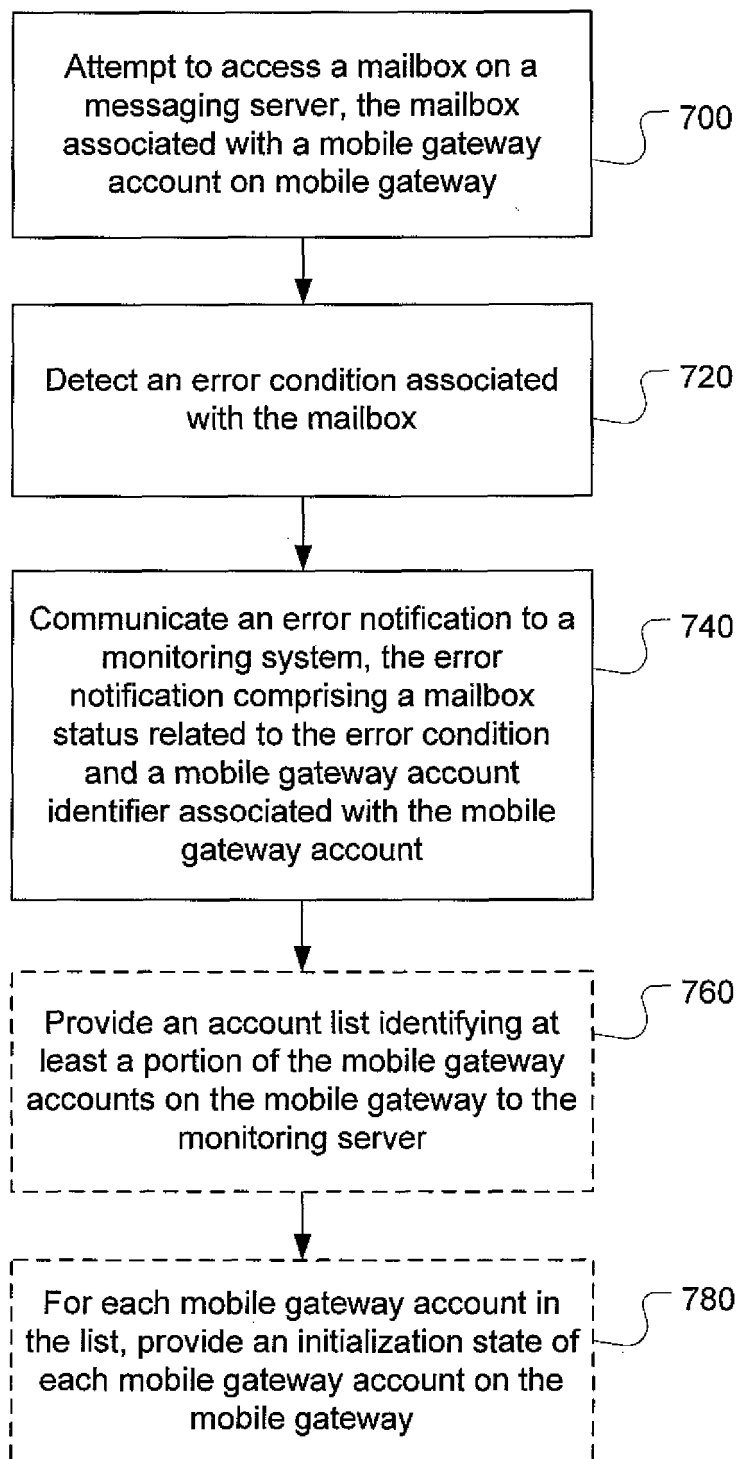 Attempt to access a mailbox on a
messaging server, the mailbox
associated with a mobile gateway
account on mobile gateway
700
Detect an error condition associated
with the mailbox
720
Communicate an error notification to a
monitoring system, the error
notification comprising a mailbox
status related to the error condition
and a mobile gateway account
identifier associated with the mobile
gateway account
740
Provide an account list identifying at
least a portion of the mobile gateway
accounts on the mobile gateway to the
monitoring server
760
For each mobile gateway account in
the list, provide an initialization state of
each mobile gateway account on the
mobile gateway
780